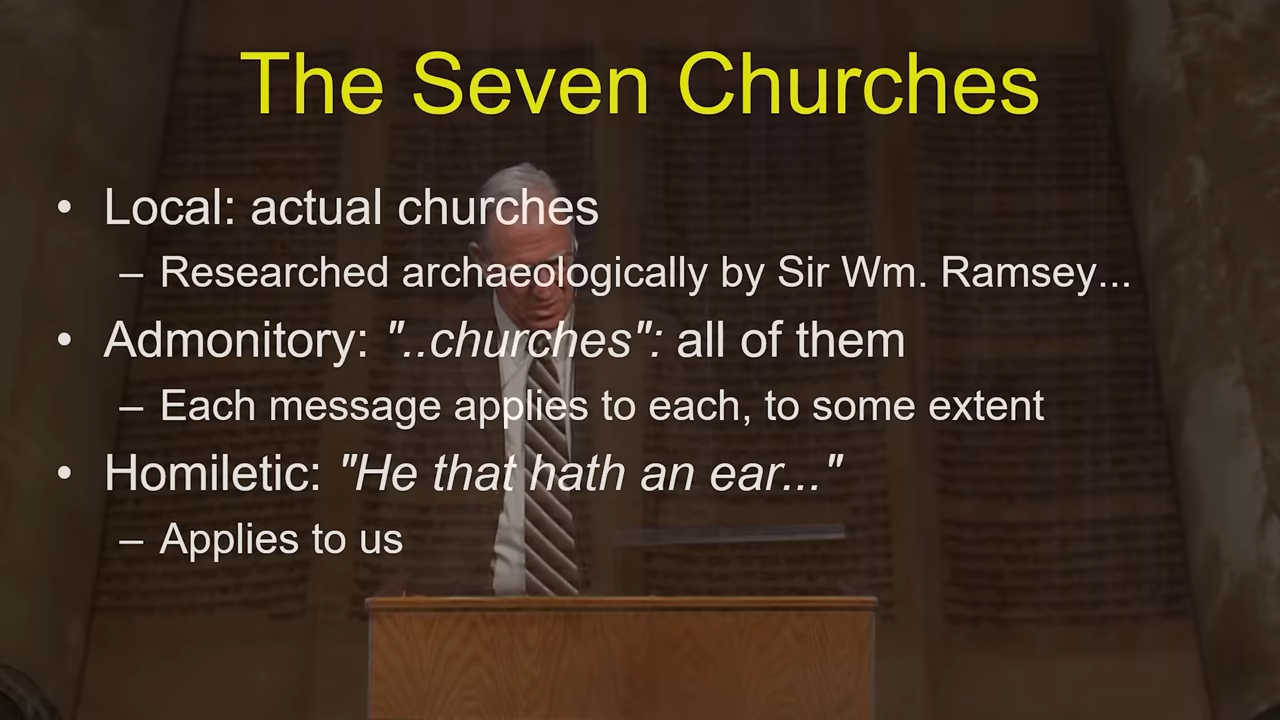 The Seven Churches
• Local: actual churches
– Researched archaeologically by Sir Wm. Ramsey...
• Admonitory: "..churches": all of them
– Each message applies to each, to some extent
• Homiletic: "He that hath an ear..."
– Applies to us